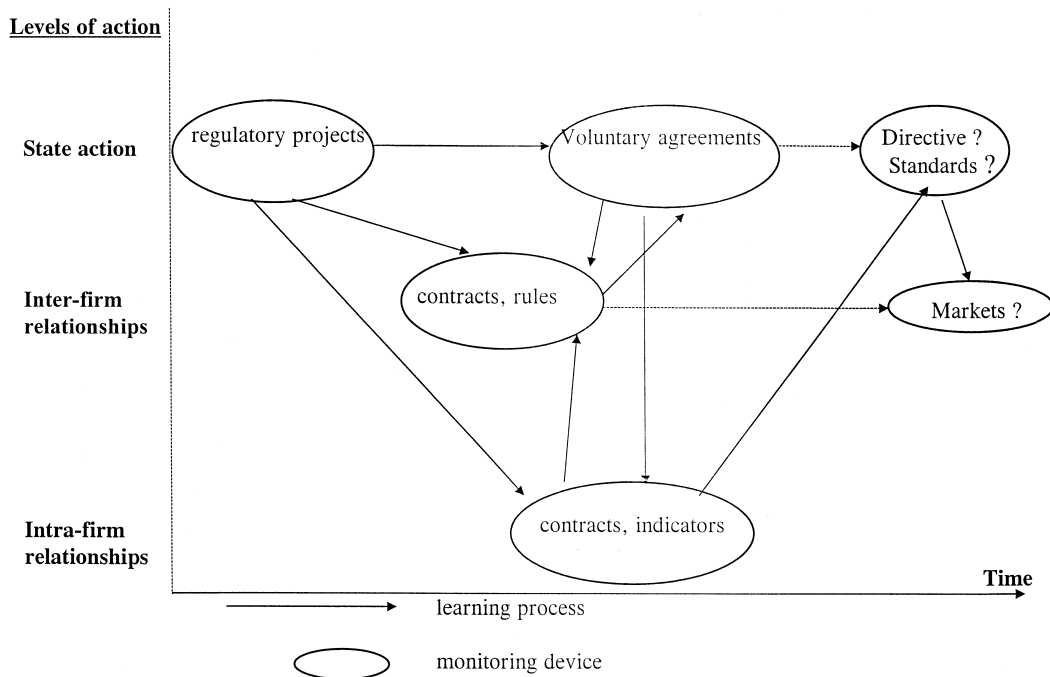 Levels of action
State action
regulatory projects
Voluntary agreements
Directive ?
Standards ?
Inter-firm
relationships
contracts, rules
Markets ?
Intra-firm
relationships
contracts, indicators
Time
learning process
monitoring device